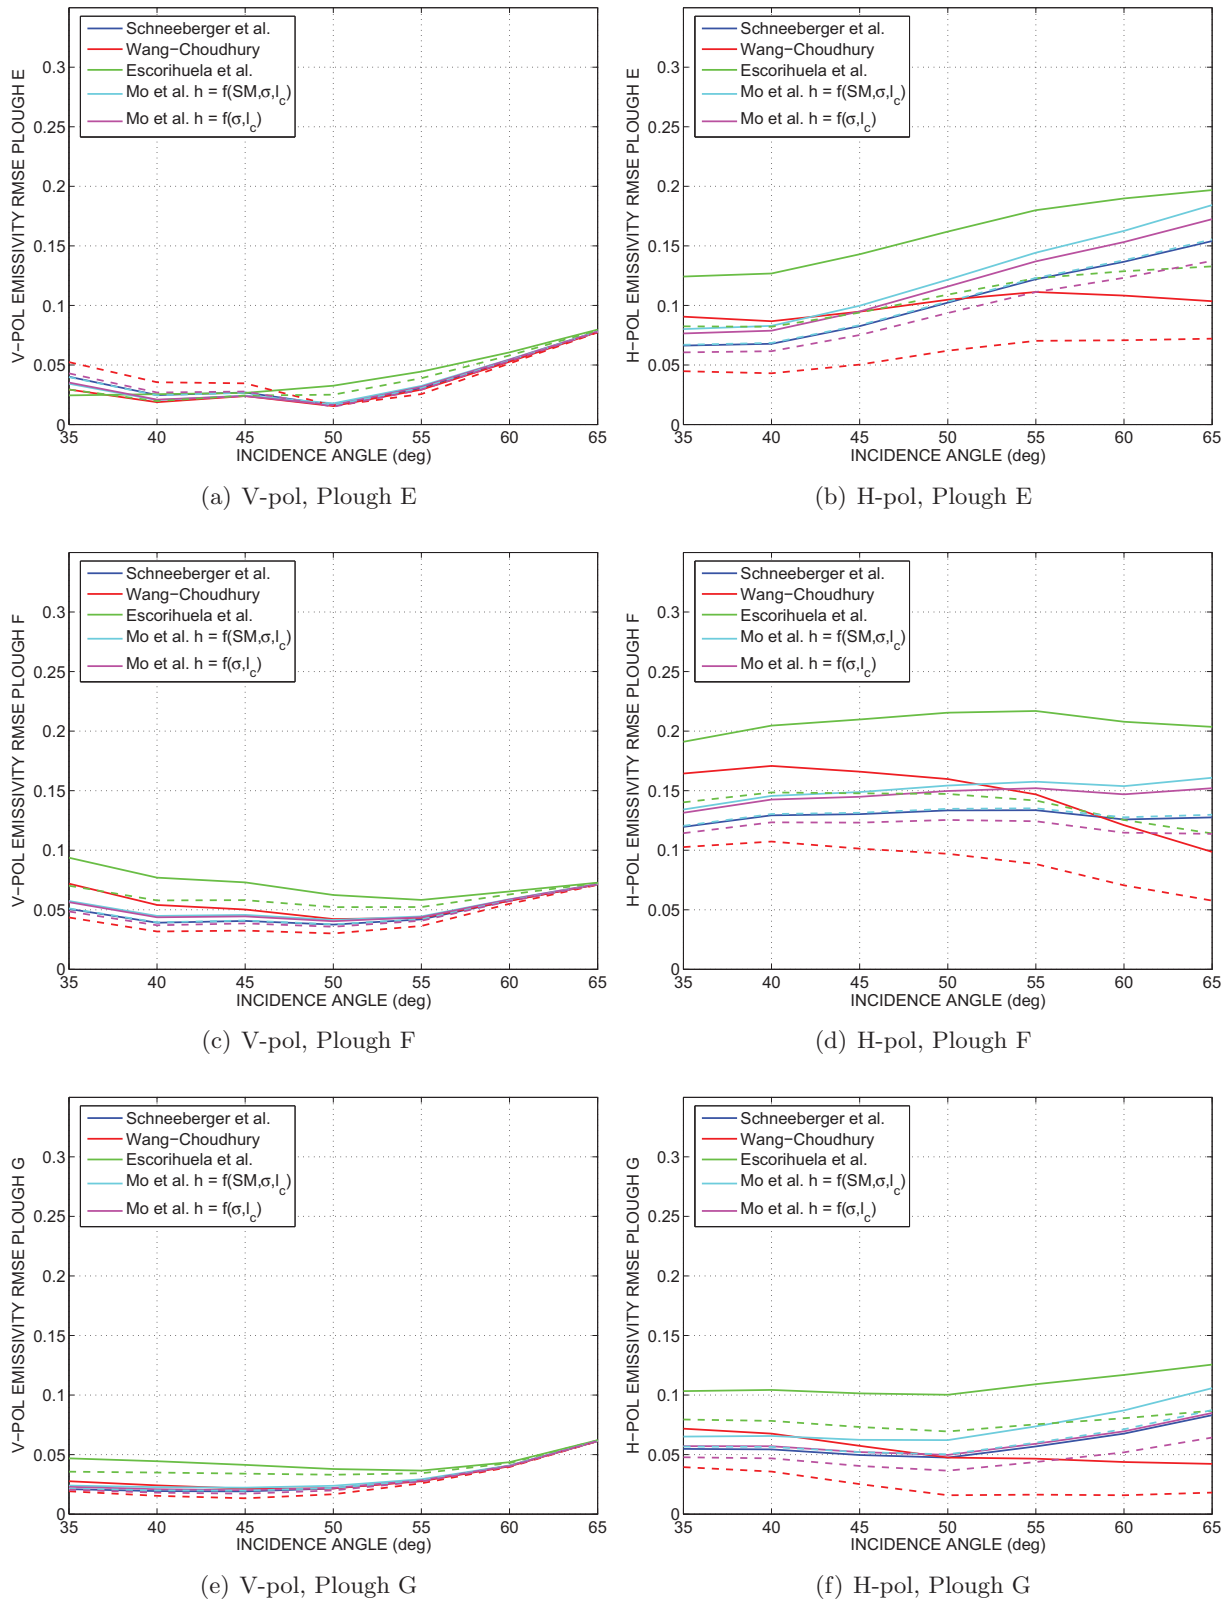 Schneeberger et al.
Wang−Choudhury
Escorihuela et al.
Mo et al. h = f(SM,σ,l_c)
Mo et al. h = f(σ,l_c)
V−POL EMISSIVITY RMSE PLOUGH E
0.3
0.25
0.2
0.15
0.1
0.05
0
35 40 45 50 55 60 65
INCIDENCE ANGLE (deg)
(a) V-pol, Plough E
Schneeberger et al.
Wang−Choudhury
Escorihuela et al.
Mo et al. h = f(SM,σ,l_c)
Mo et al. h = f(σ,l_c)
H−POL EMISSIVITY RMSE PLOUGH E
0.3
0.25
0.2
0.15
0.1
0.05
0
35 40 45 50 55 60 65
INCIDENCE ANGLE (deg)
(b) H-pol, Plough E
Schneeberger et al.
Wang−Choudhury
Escorihuela et al.
Mo et al. h = f(SM,σ,l_c)
Mo et al. h = f(σ,l_c)
V−POL EMISSIVITY RMSE PLOUGH F
0.3
0.25
0.2
0.15
0.1
0.05
0
35 40 45 50 55 60 65
INCIDENCE ANGLE (deg)
(c) V-pol, Plough F
Schneeberger et al.
Wang−Choudhury
Escorihuela et al.
Mo et al. h = f(SM,σ,l_c)
Mo et al. h = f(σ,l_c)
H−POL EMISSIVITY RMSE PLOUGH F
0.3
0.25
0.2
0.15
0.1
0.05
0
35 40 45 50 55 60 65
INCIDENCE ANGLE (deg)
(d) H-pol, Plough F
Schneeberger et al.
Wang−Choudhury
Escorihuela et al.
Mo et al. h = f(SM,σ,l_c)
Mo et al. h = f(σ,l_c)
V−POL EMISSIVITY RMSE PLOUGH G
0.3
0.25
0.2
0.15
0.1
0.05
0
35 40 45 50 55 60 65
INCIDENCE ANGLE (deg)
(e) V-pol, Plough G
Schneeberger et al.
Wang−Choudhury
Escorihuela et al.
Mo et al. h = f(SM,σ,l_c)
Mo et al. h = f(σ,l_c)
H−POL EMISSIVITY RMSE PLOUGH G
0.3
0.25
0.2
0.15
0.1
0.05
0
35 40 45 50 55 60 65
INCIDENCE ANGLE (deg)
(f) H-pol, Plough G